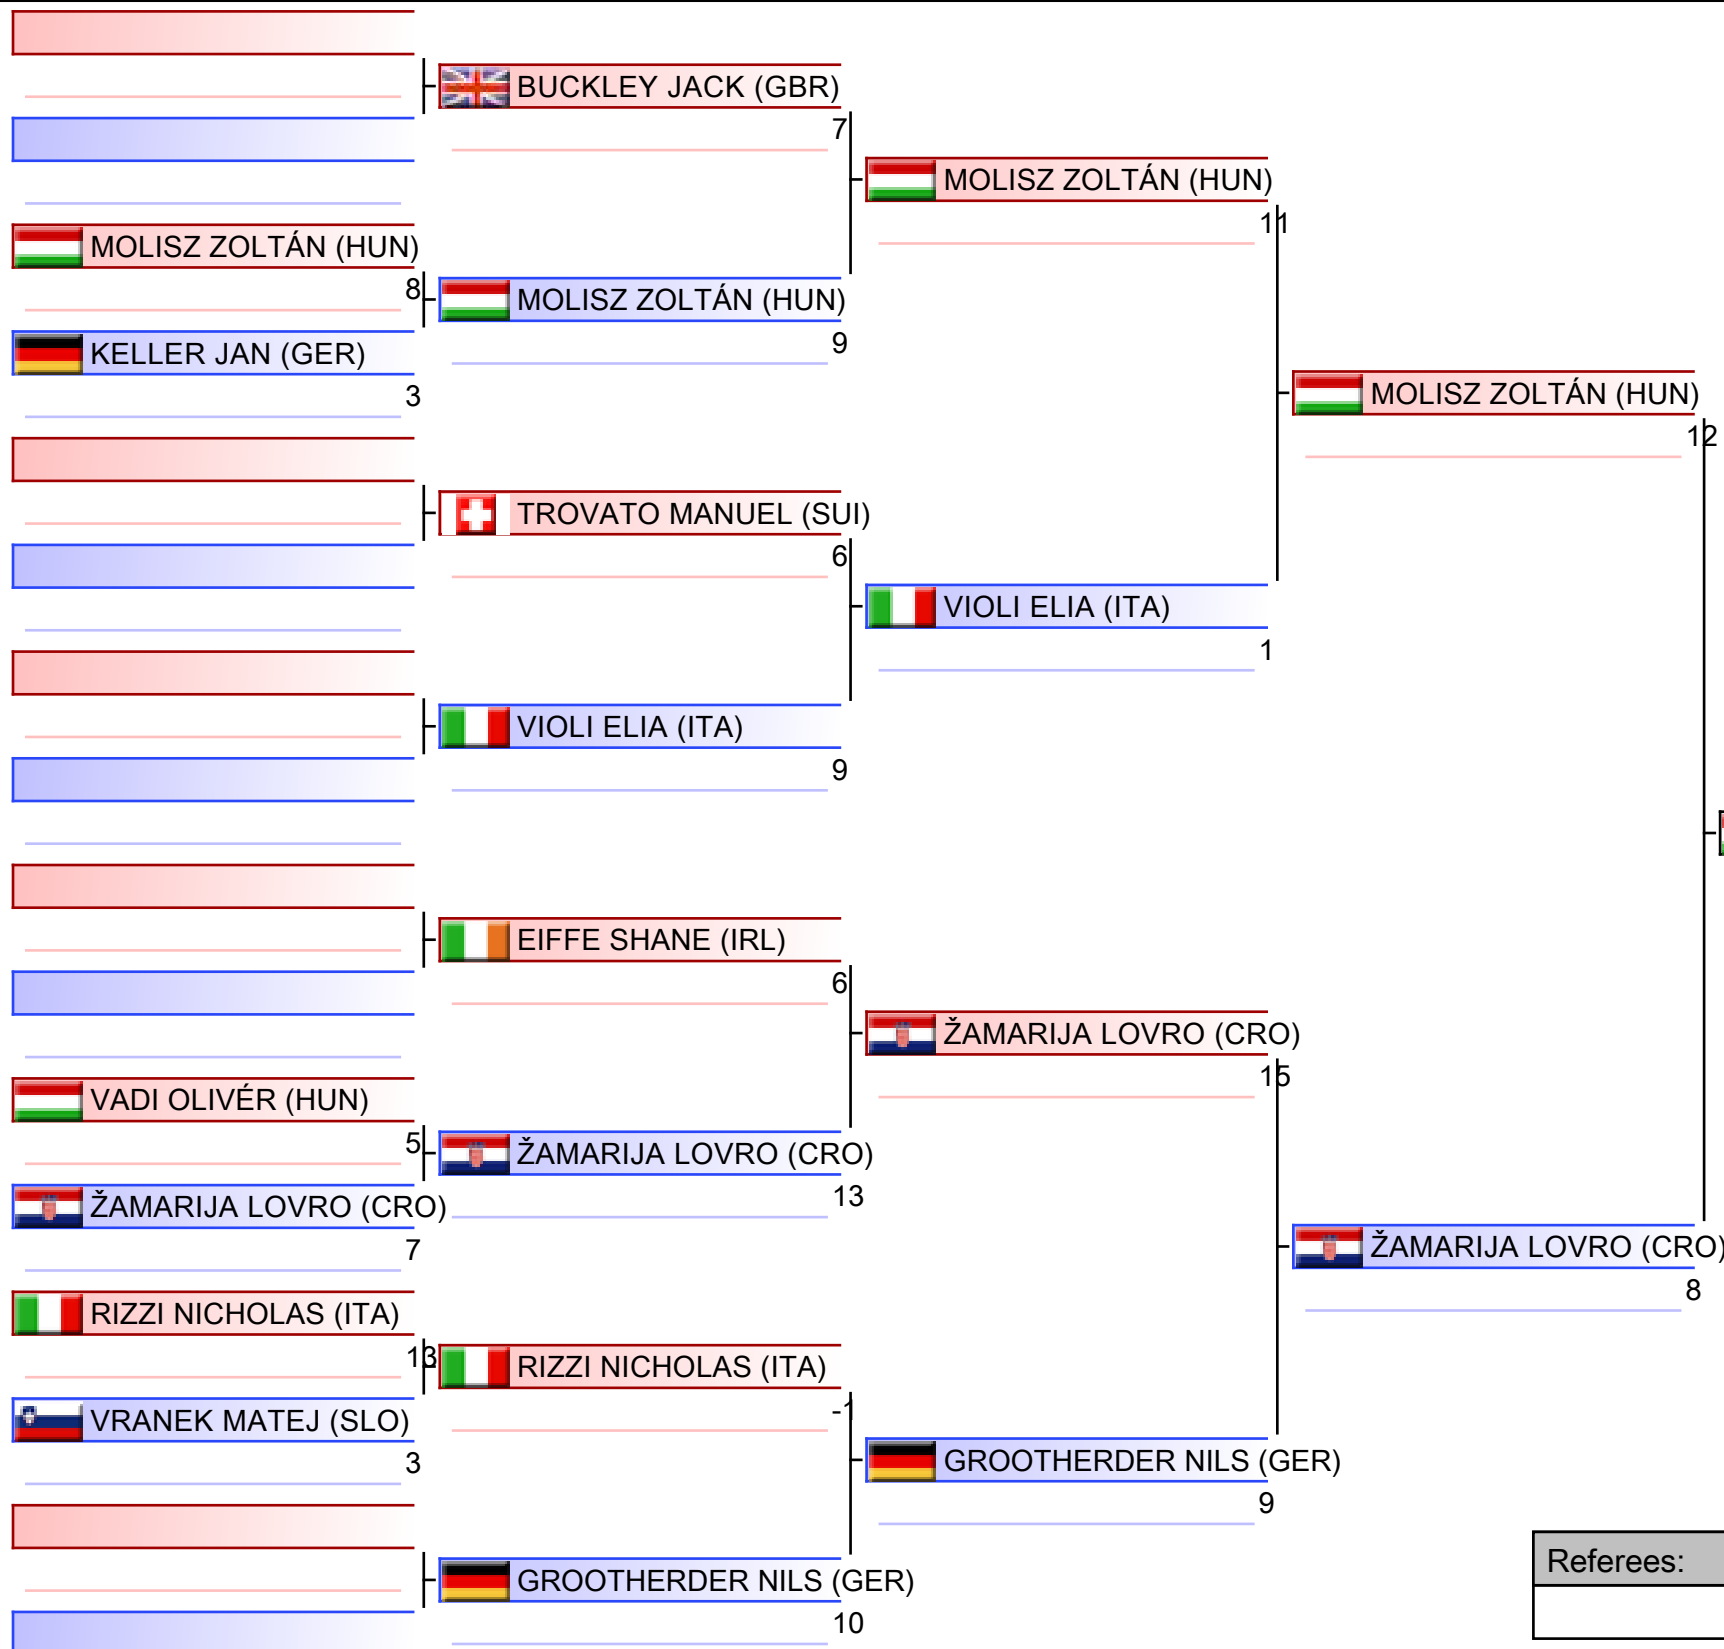 BUCKLEY JACK (GBR)
7
MOLISZ ZOLTÁN (HUN)
11
MOLISZ ZOLTÁN (HUN)
8
MOLISZ ZOLTÁN (HUN)
9
KELLER JAN (GER)
3
MOLISZ ZOLTÁN (HUN)
12
TROVATO MANUEL (SUI)
6
VIOLI ELIA (ITA)
1
VIOLI ELIA (ITA)
9
EIFFE SHANE (IRL)
6
ŽAMARIJA LOVRO (CRO)
15
VADI OLIVÉR (HUN)
5
ŽAMARIJA LOVRO (CRO)
13
ŽAMARIJA LOVRO (CRO)
7
ŽAMARIJA LOVRO (CRO)
8
RIZZI NICHOLAS (ITA)
13
RIZZI NICHOLAS (ITA)
-1
VRANEK MATEJ (SLO)
3
GROOTHERDER NILS (GER)
9
GROOTHERDER NILS (GER)
10
Referees: